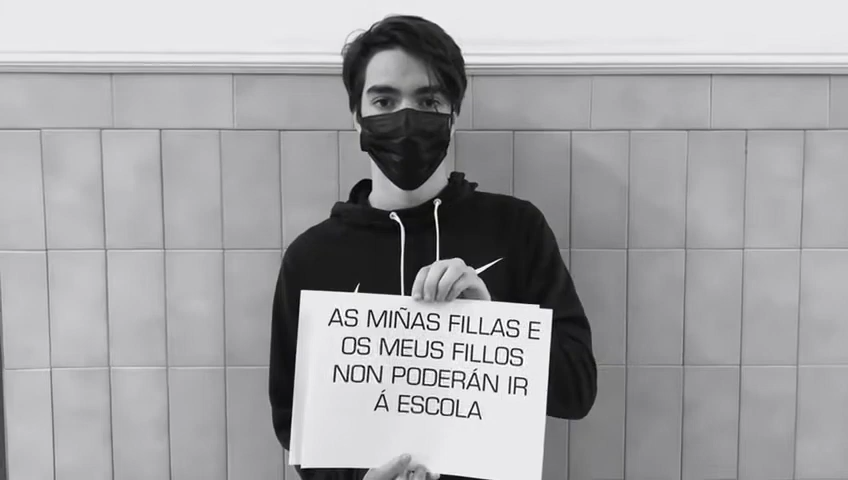 AS MIÑAS FILLAS E
OS MEUS FILLOS
NON PODERÁN IR
Á ESCOLA